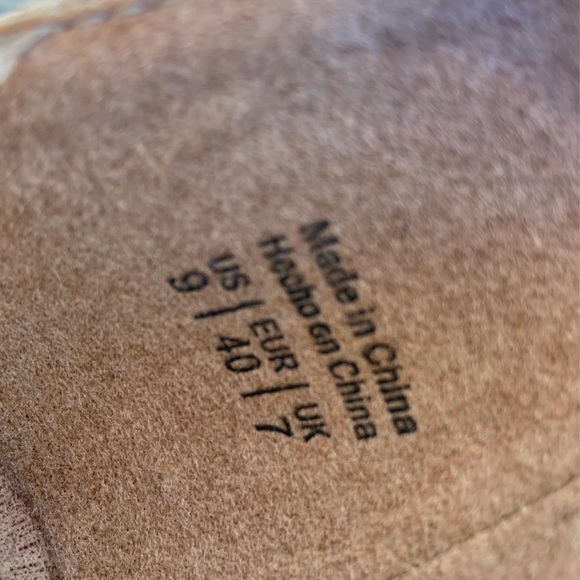 Made in China
Hecho en China
US | EUR | UK
9 | 40 | 7